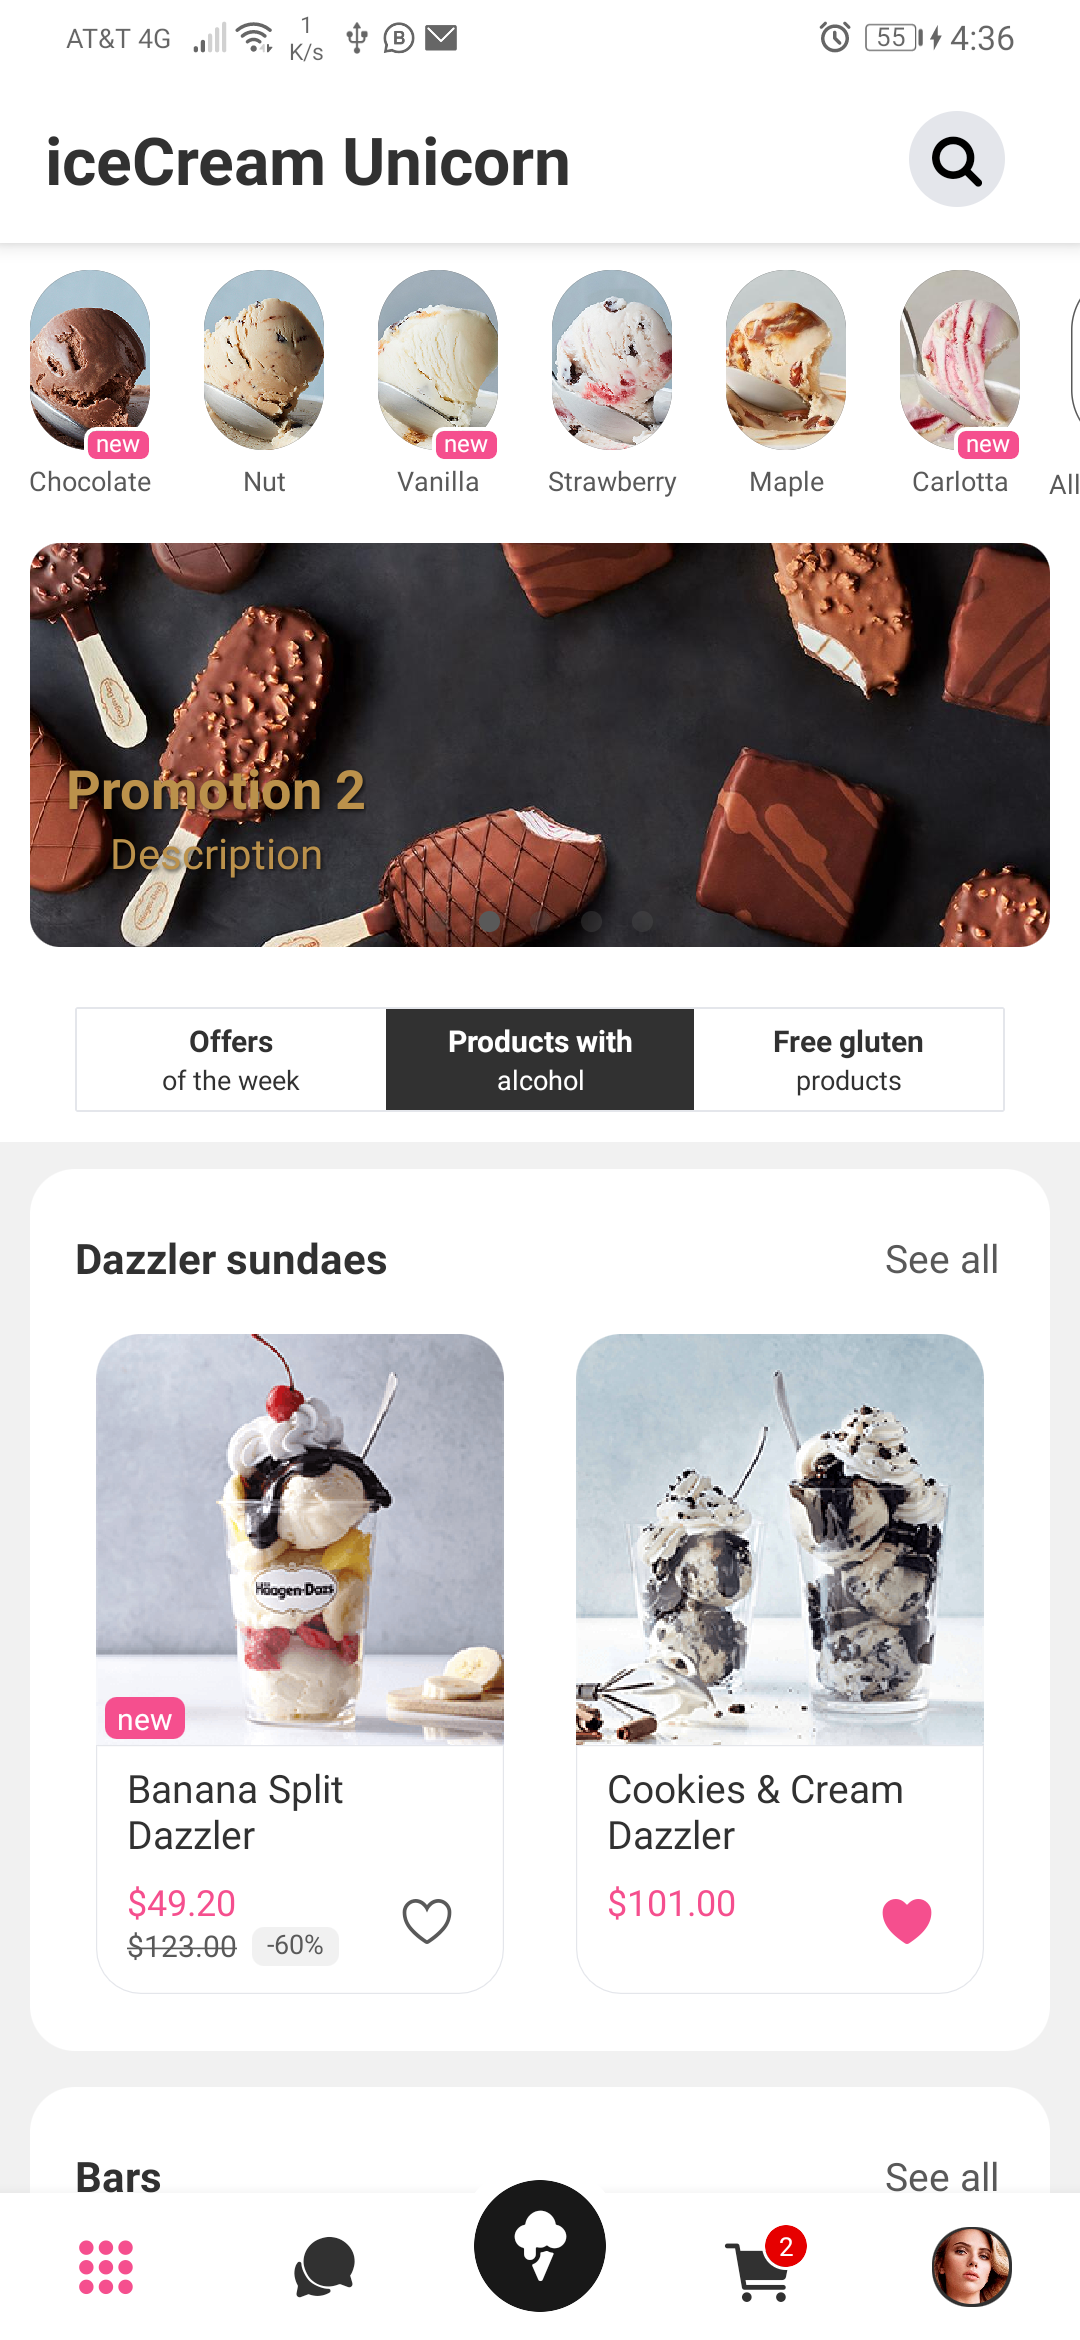 AT&T 4G
1
K/s
55
4:36
iceCream Unicorn
new
new
new
Chocolate
Nut
Vanilla
Strawberry
Maple
Carlotta
All
Promotion 2
Description
Offers
of the week
Products with
alcohol
Free gluten
products
Dazzler sundaes
See all
Häagen-Dazs
new
Banana Split
Dazzler
$49.20
$123.00 -60%
Cookies & Cream
Dazzler
$101.00
Bars
See all
2